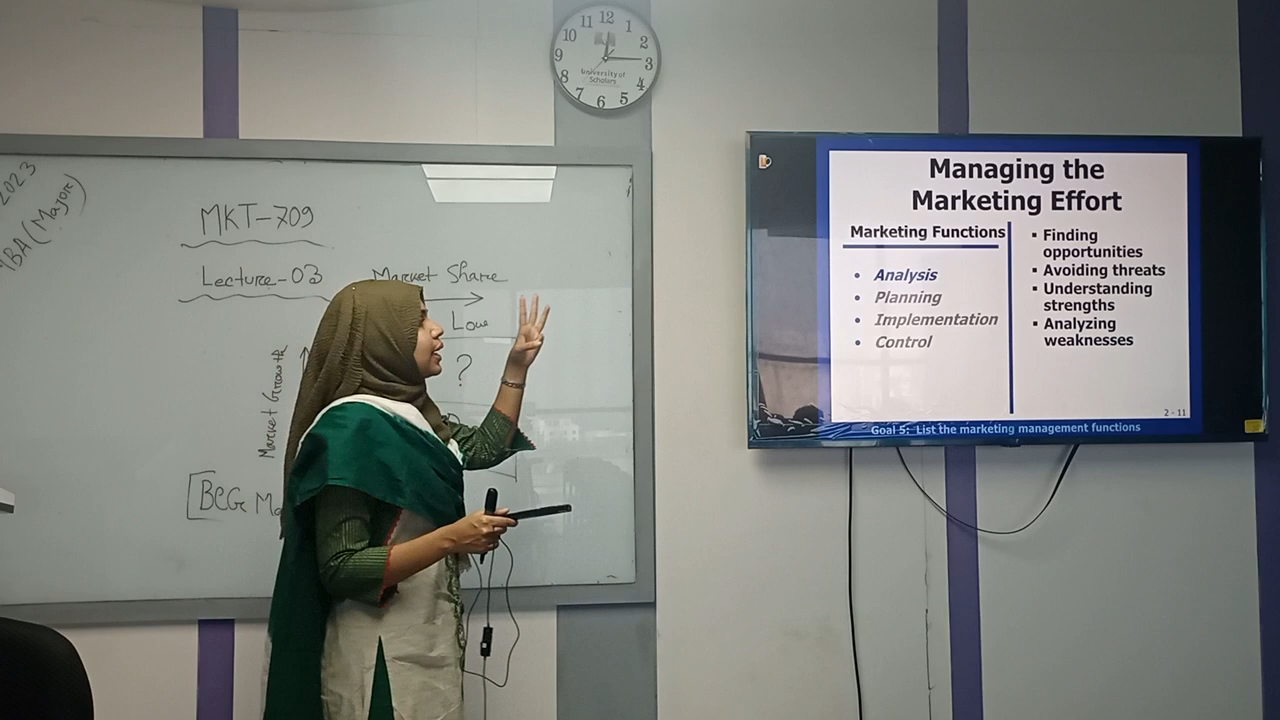 2023
MBA (Major)
MKT-709
Lecture-03
Market Share
Low
?
Market Growth
[BCG
12
1
2
3
4
5
6
7
8
9
10
11
University of
Scholars
Managing the
Marketing Effort
Marketing Functions
• Analysis
• Planning
• Implementation
• Control
▪ Finding
opportunities
▪ Avoiding threats
▪ Understanding
strengths
▪ Analyzing
weaknesses
2 - 11
Goal 5: List the marketing management functions